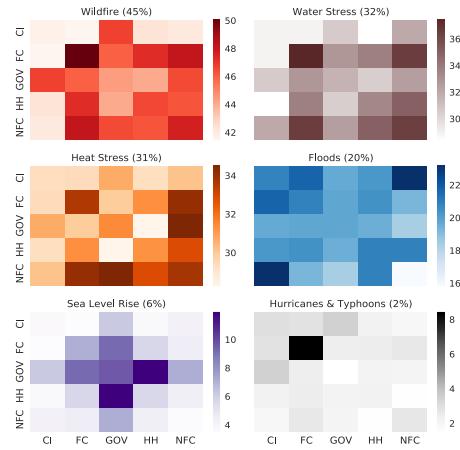 Wildfire (45%)
Water Stress (32%)
CI
FC
GOV
HH
NFC
50
48
46
44
42
36
34
32
30
Heat Stress (31%)
Floods (20%)
CI
FC
GOV
HH
NFC
34
32
30
22
20
18
16
Sea Level Rise (6%)
Hurricanes & Typhoons (2%)
CI
FC
GOV
HH
NFC
10
8
6
4
8
6
4
2
CI FC GOV HH NFC
CI FC GOV HH NFC